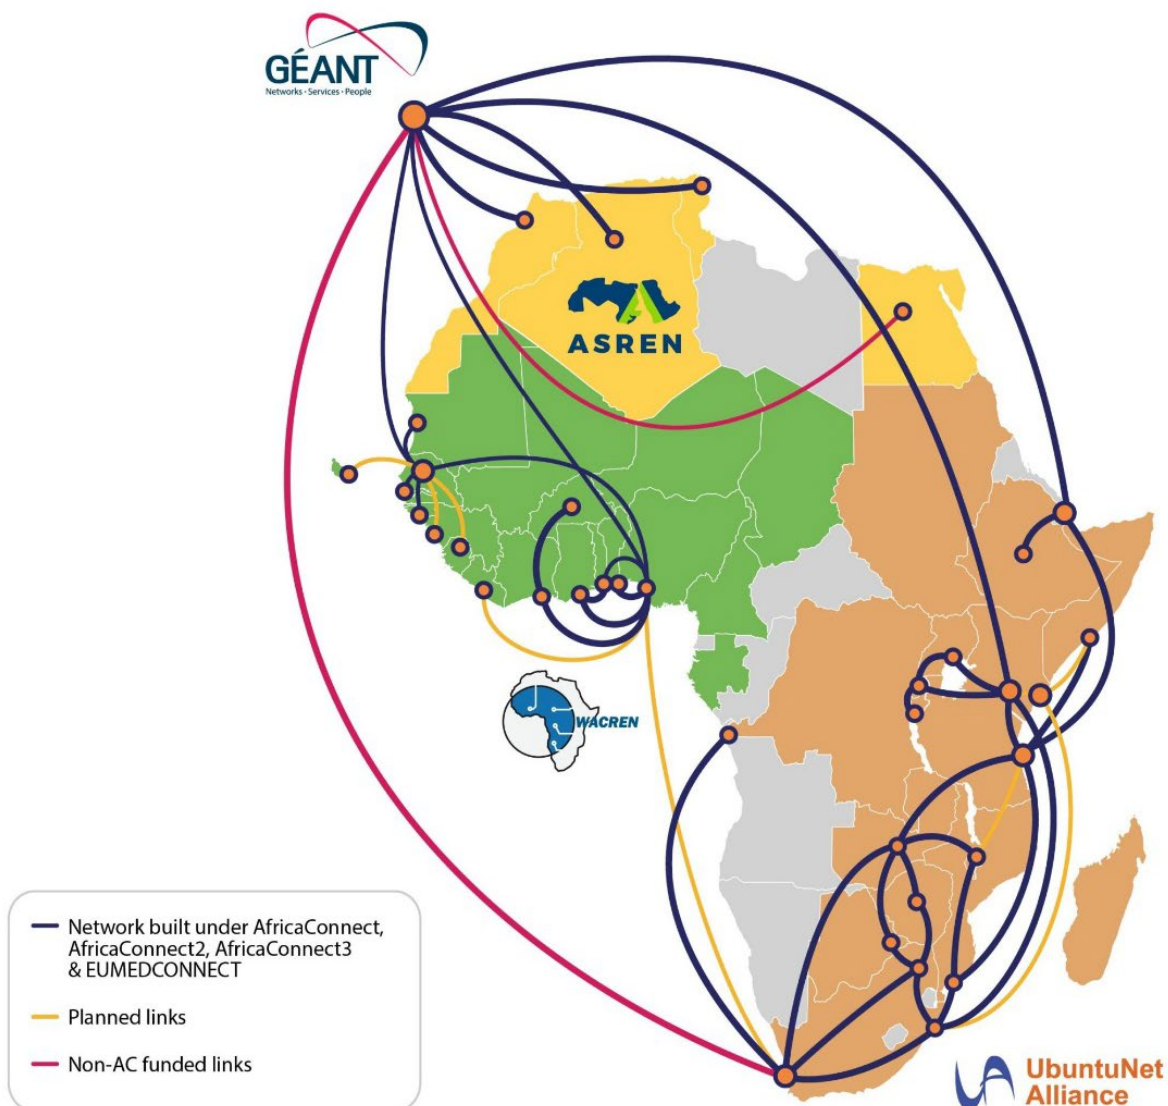 GÉANT
Networks · Services · People
ASREN
WACREN
Network built under AfricaConnect,
AfricaConnect2, AfricaConnect3
& EUMEDCONNECT
Planned links
Non-AC funded links
UbuntuNet
Alliance